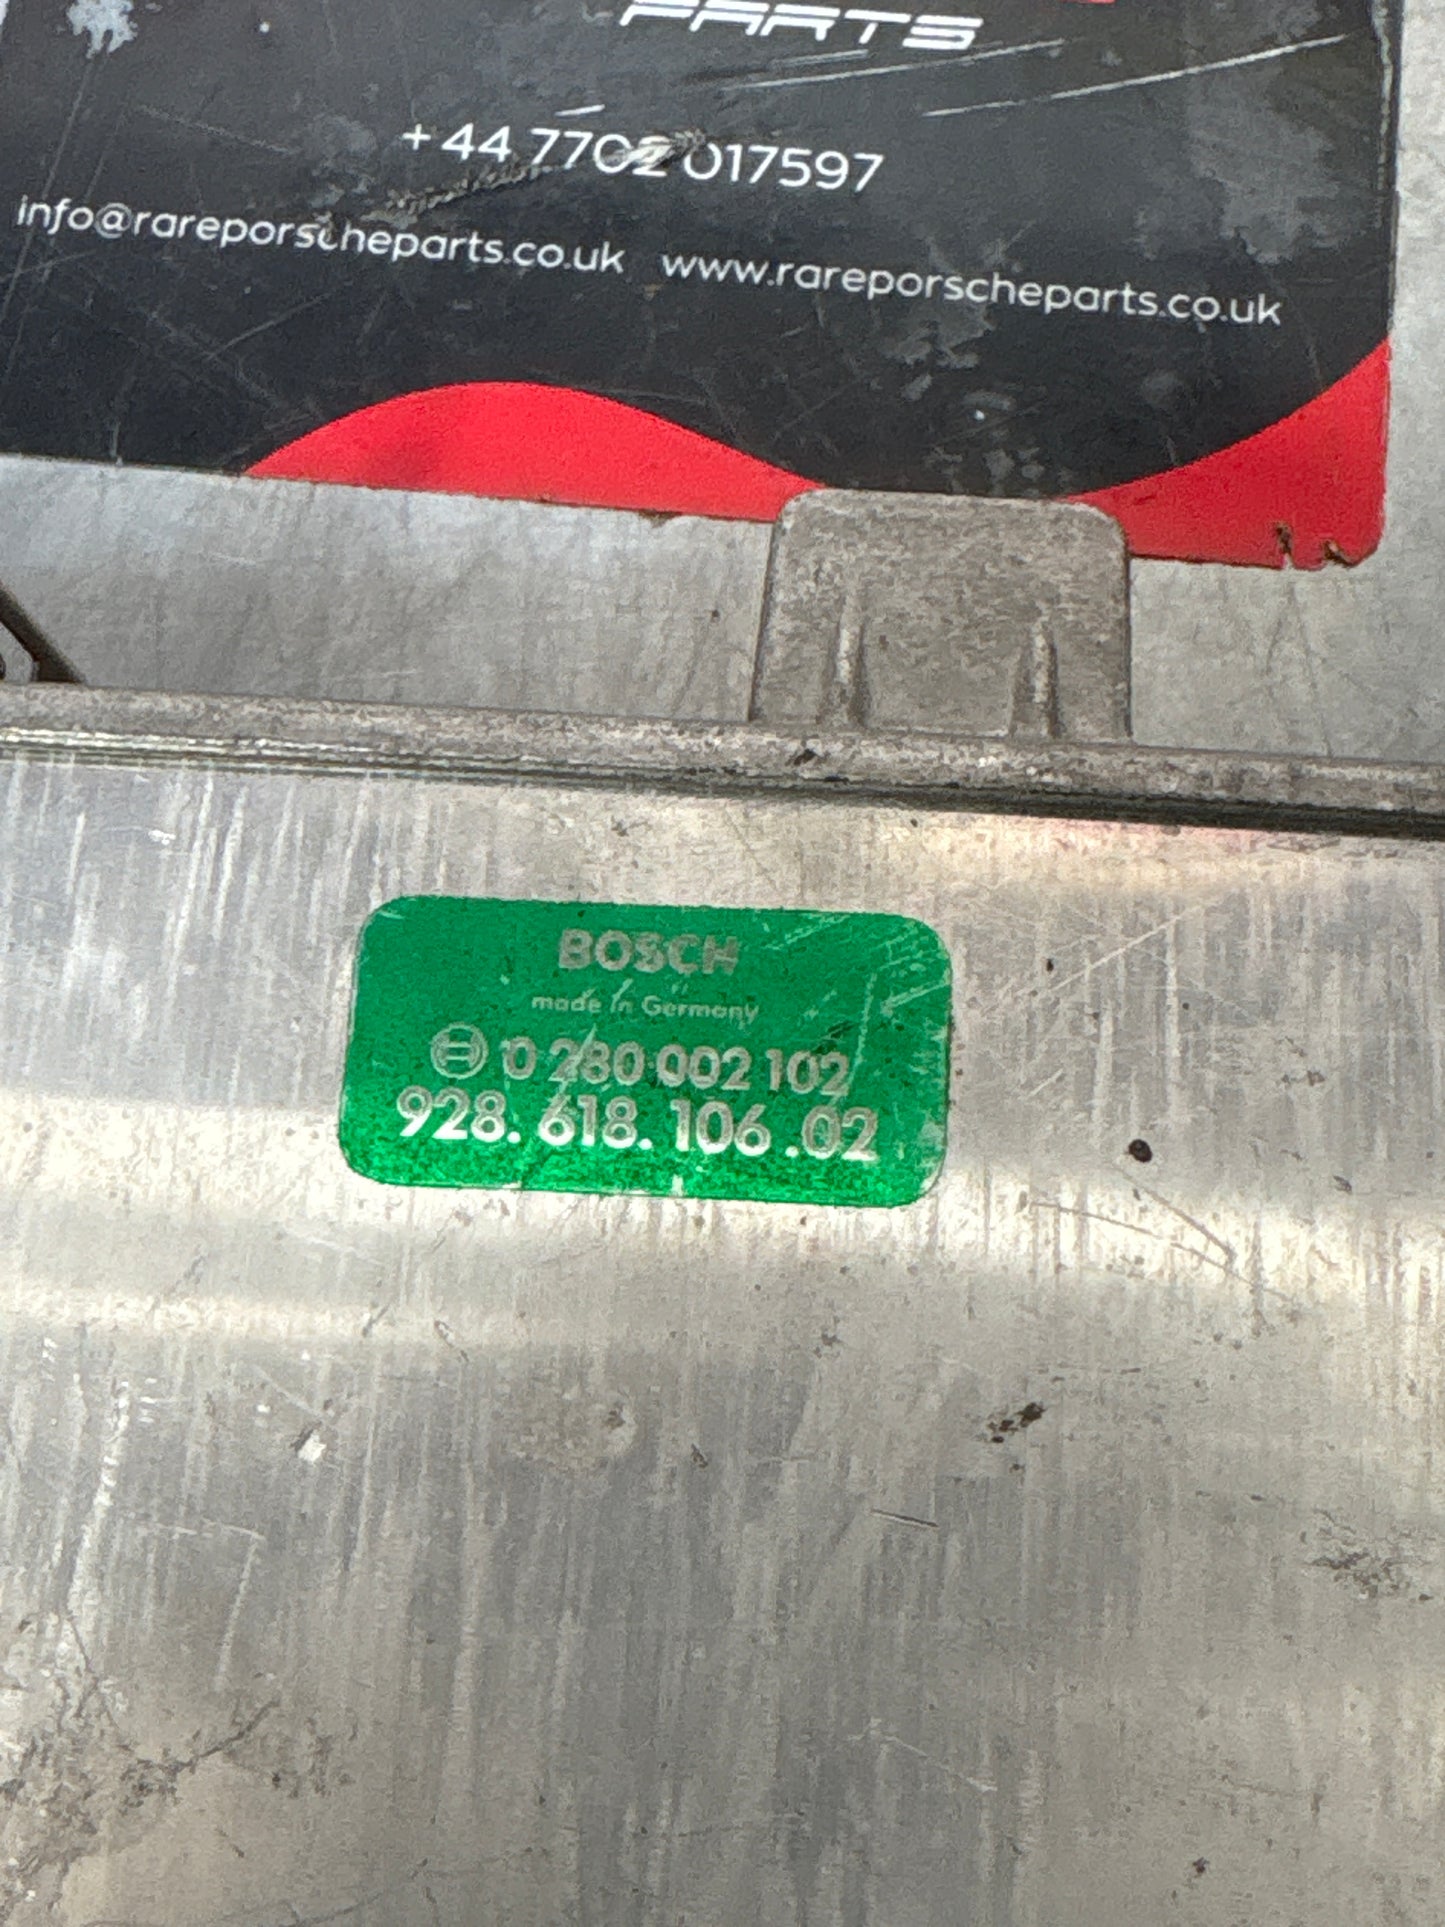 PARTS
+44 7702 017597
info@rareporscheparts.co.uk www.rareporscheparts.co.uk
BOSCH
made in Germany
0 280 002 102
928. 618. 106 .02